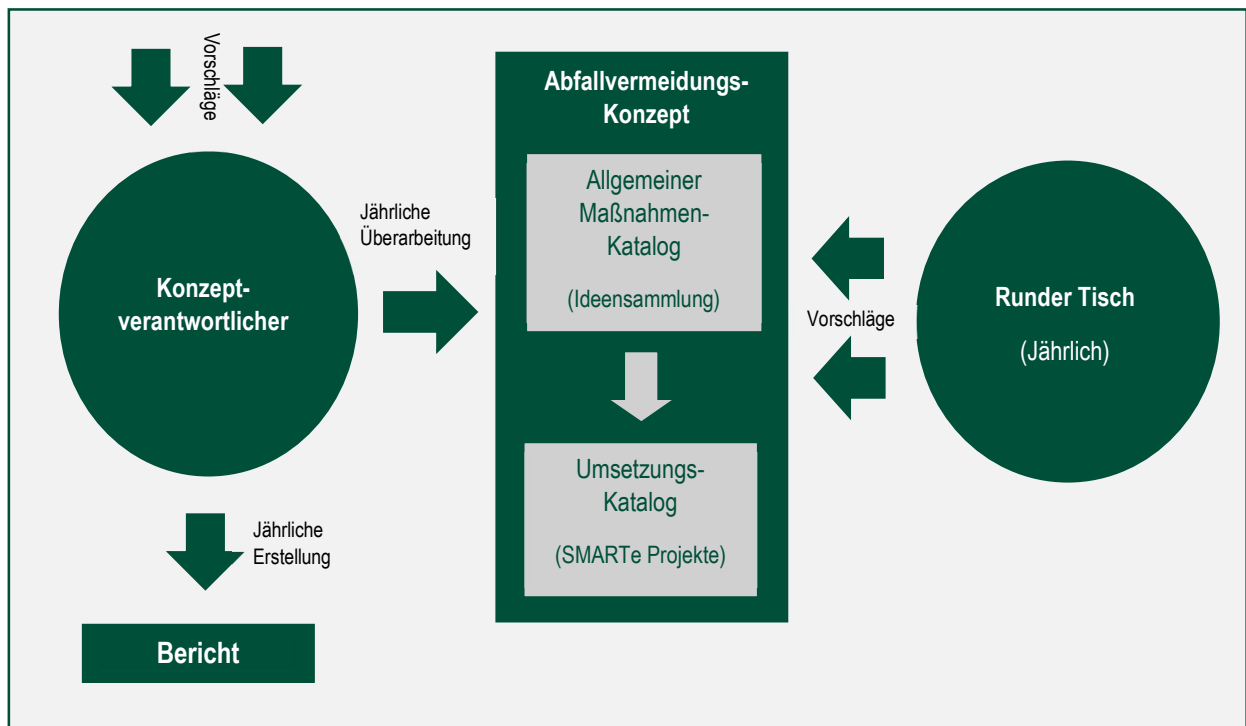 Vorschläge
Konzept-
verantwortlicher
Jährliche
Überarbeitung
Jährliche
Erstellung
Bericht
Abfallvermeidungs-
Konzept
Allgemeiner
Maßnahmen-
Katalog
(Ideensammlung)
Umsetzungs-
Katalog
(SMARTe Projekte)
Vorschläge
Runder Tisch
(Jährlich)